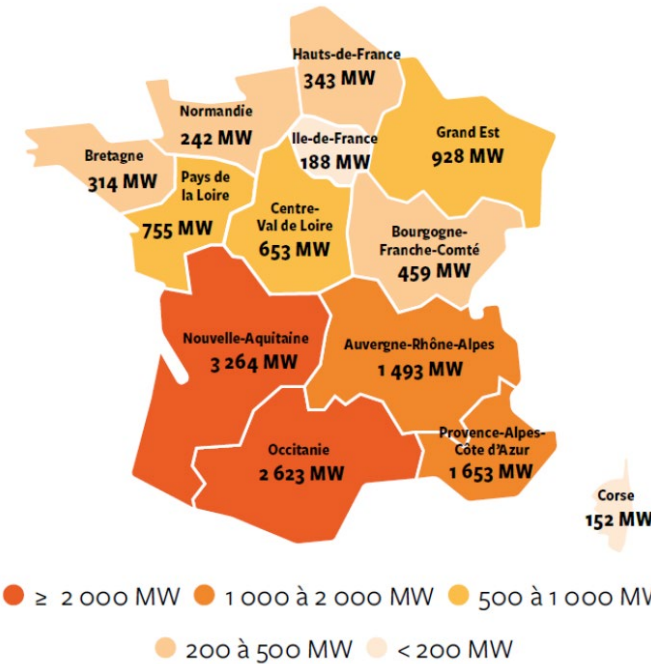 Hauts-de-France
343 MW
Normandie
242 MW
Ile-de-France
188 MW
Grand Est
928 MW
Bretagne
314 MW
Pays de
la Loire
755 MW
Centre-
Val de Loire
653 MW
Bourgogne-
Franche-Comté
459 MW
Nouvelle-Aquitaine
3 264 MW
Auvergne-Rhône-Alpes
1 493 MW
Occitanie
2 623 MW
Provence-Alpes-
Côte d'Azur
1 653 MW
Corse
152 MW
≥ 2 000 MW 1 000 à 2 000 MW 500 à 1 000 MW
200 à 500 MW < 200 MW